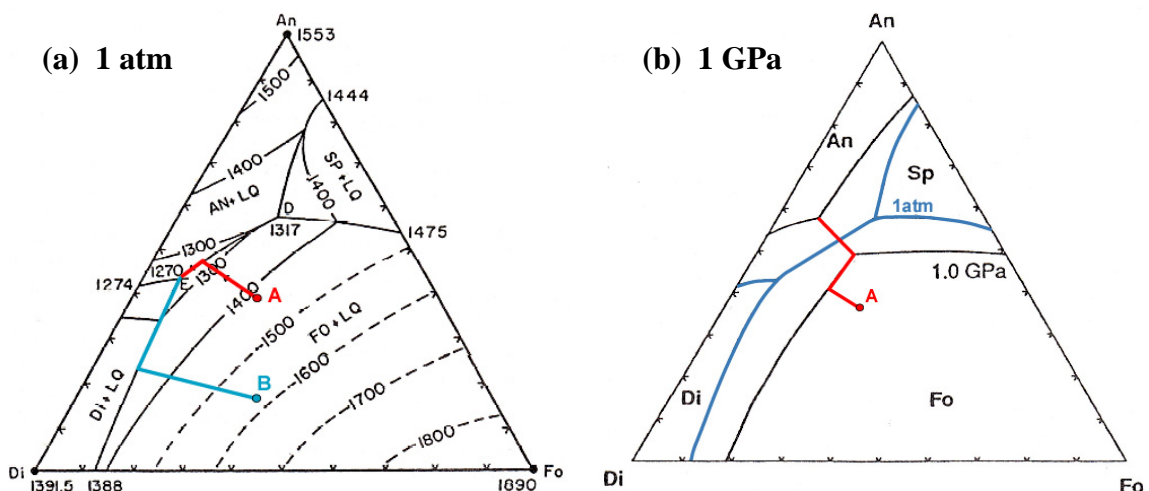 (a) 1 atm
An
1553
1500
1444
1400
AN+LQ
SP+LQ
1400
D
1317
1475
1300
1270
1274
E
1300
1400
A
1500
FO+LQ
1600
B
Di+LQ
1700
1800
Di
1391.5
1388
1890
Fo
(b) 1 GPa
An
An
Sp
1atm
1.0 GPa
A
Di
Fo
Di
Fo